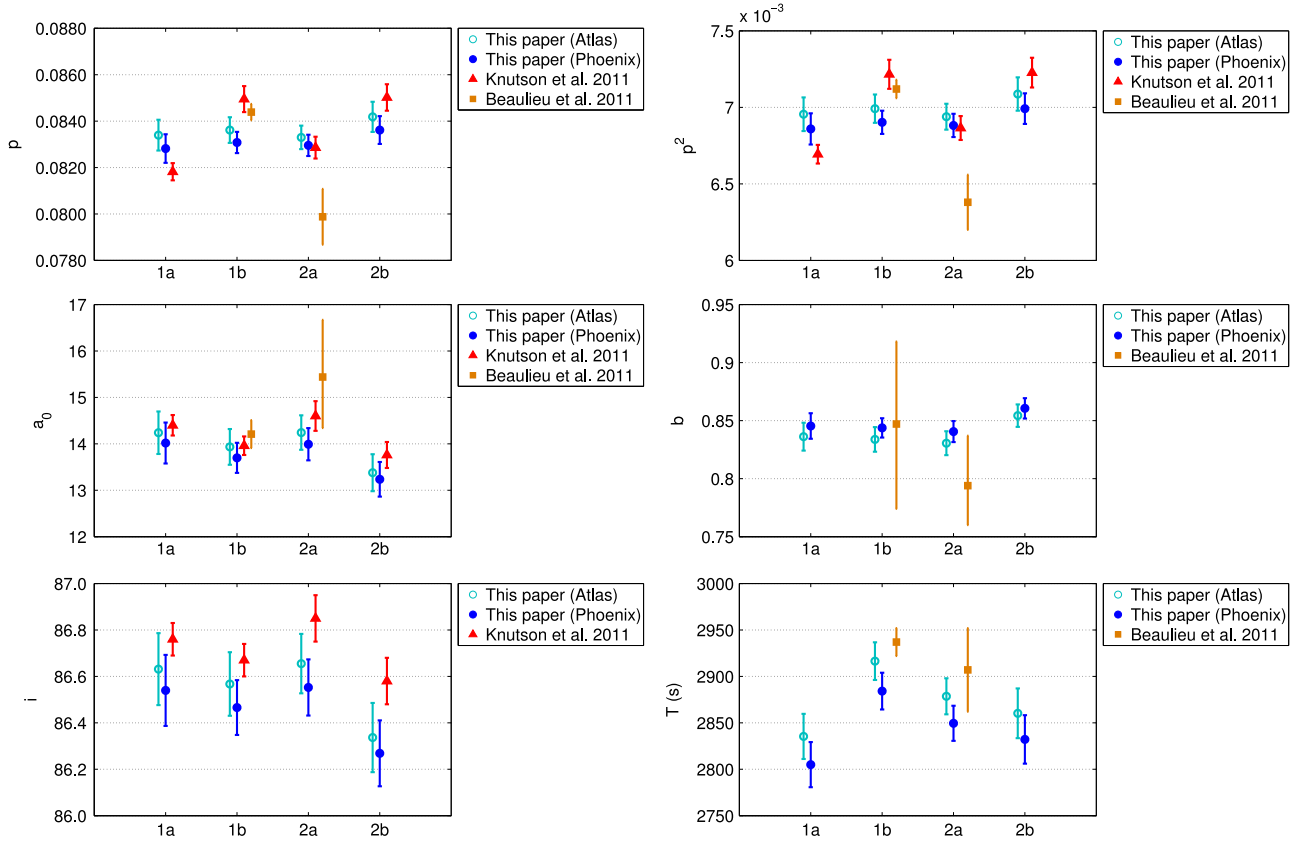 0.0880
0.0860
0.0840
0.0820
0.0800
0.0780
p
1a 1b 2a 2b
This paper (Atlas)
This paper (Phoenix)
Knutson et al. 2011
Beaulieu et al. 2011
x 10⁻³
7.5
7
6.5
6
p²
1a 1b 2a 2b
This paper (Atlas)
This paper (Phoenix)
Knutson et al. 2011
Beaulieu et al. 2011
17
16
15
14
13
12
a₀
1a 1b 2a 2b
This paper (Atlas)
This paper (Phoenix)
Knutson et al. 2011
Beaulieu et al. 2011
0.95
0.9
0.85
0.8
0.75
b
1a 1b 2a 2b
This paper (Atlas)
This paper (Phoenix)
Beaulieu et al. 2011
87.0
86.8
86.6
86.4
86.2
86.0
i
1a 1b 2a 2b
This paper (Atlas)
This paper (Phoenix)
Knutson et al. 2011
3000
2950
2900
2850
2800
2750
T (s)
1a 1b 2a 2b
This paper (Atlas)
This paper (Phoenix)
Beaulieu et al. 2011